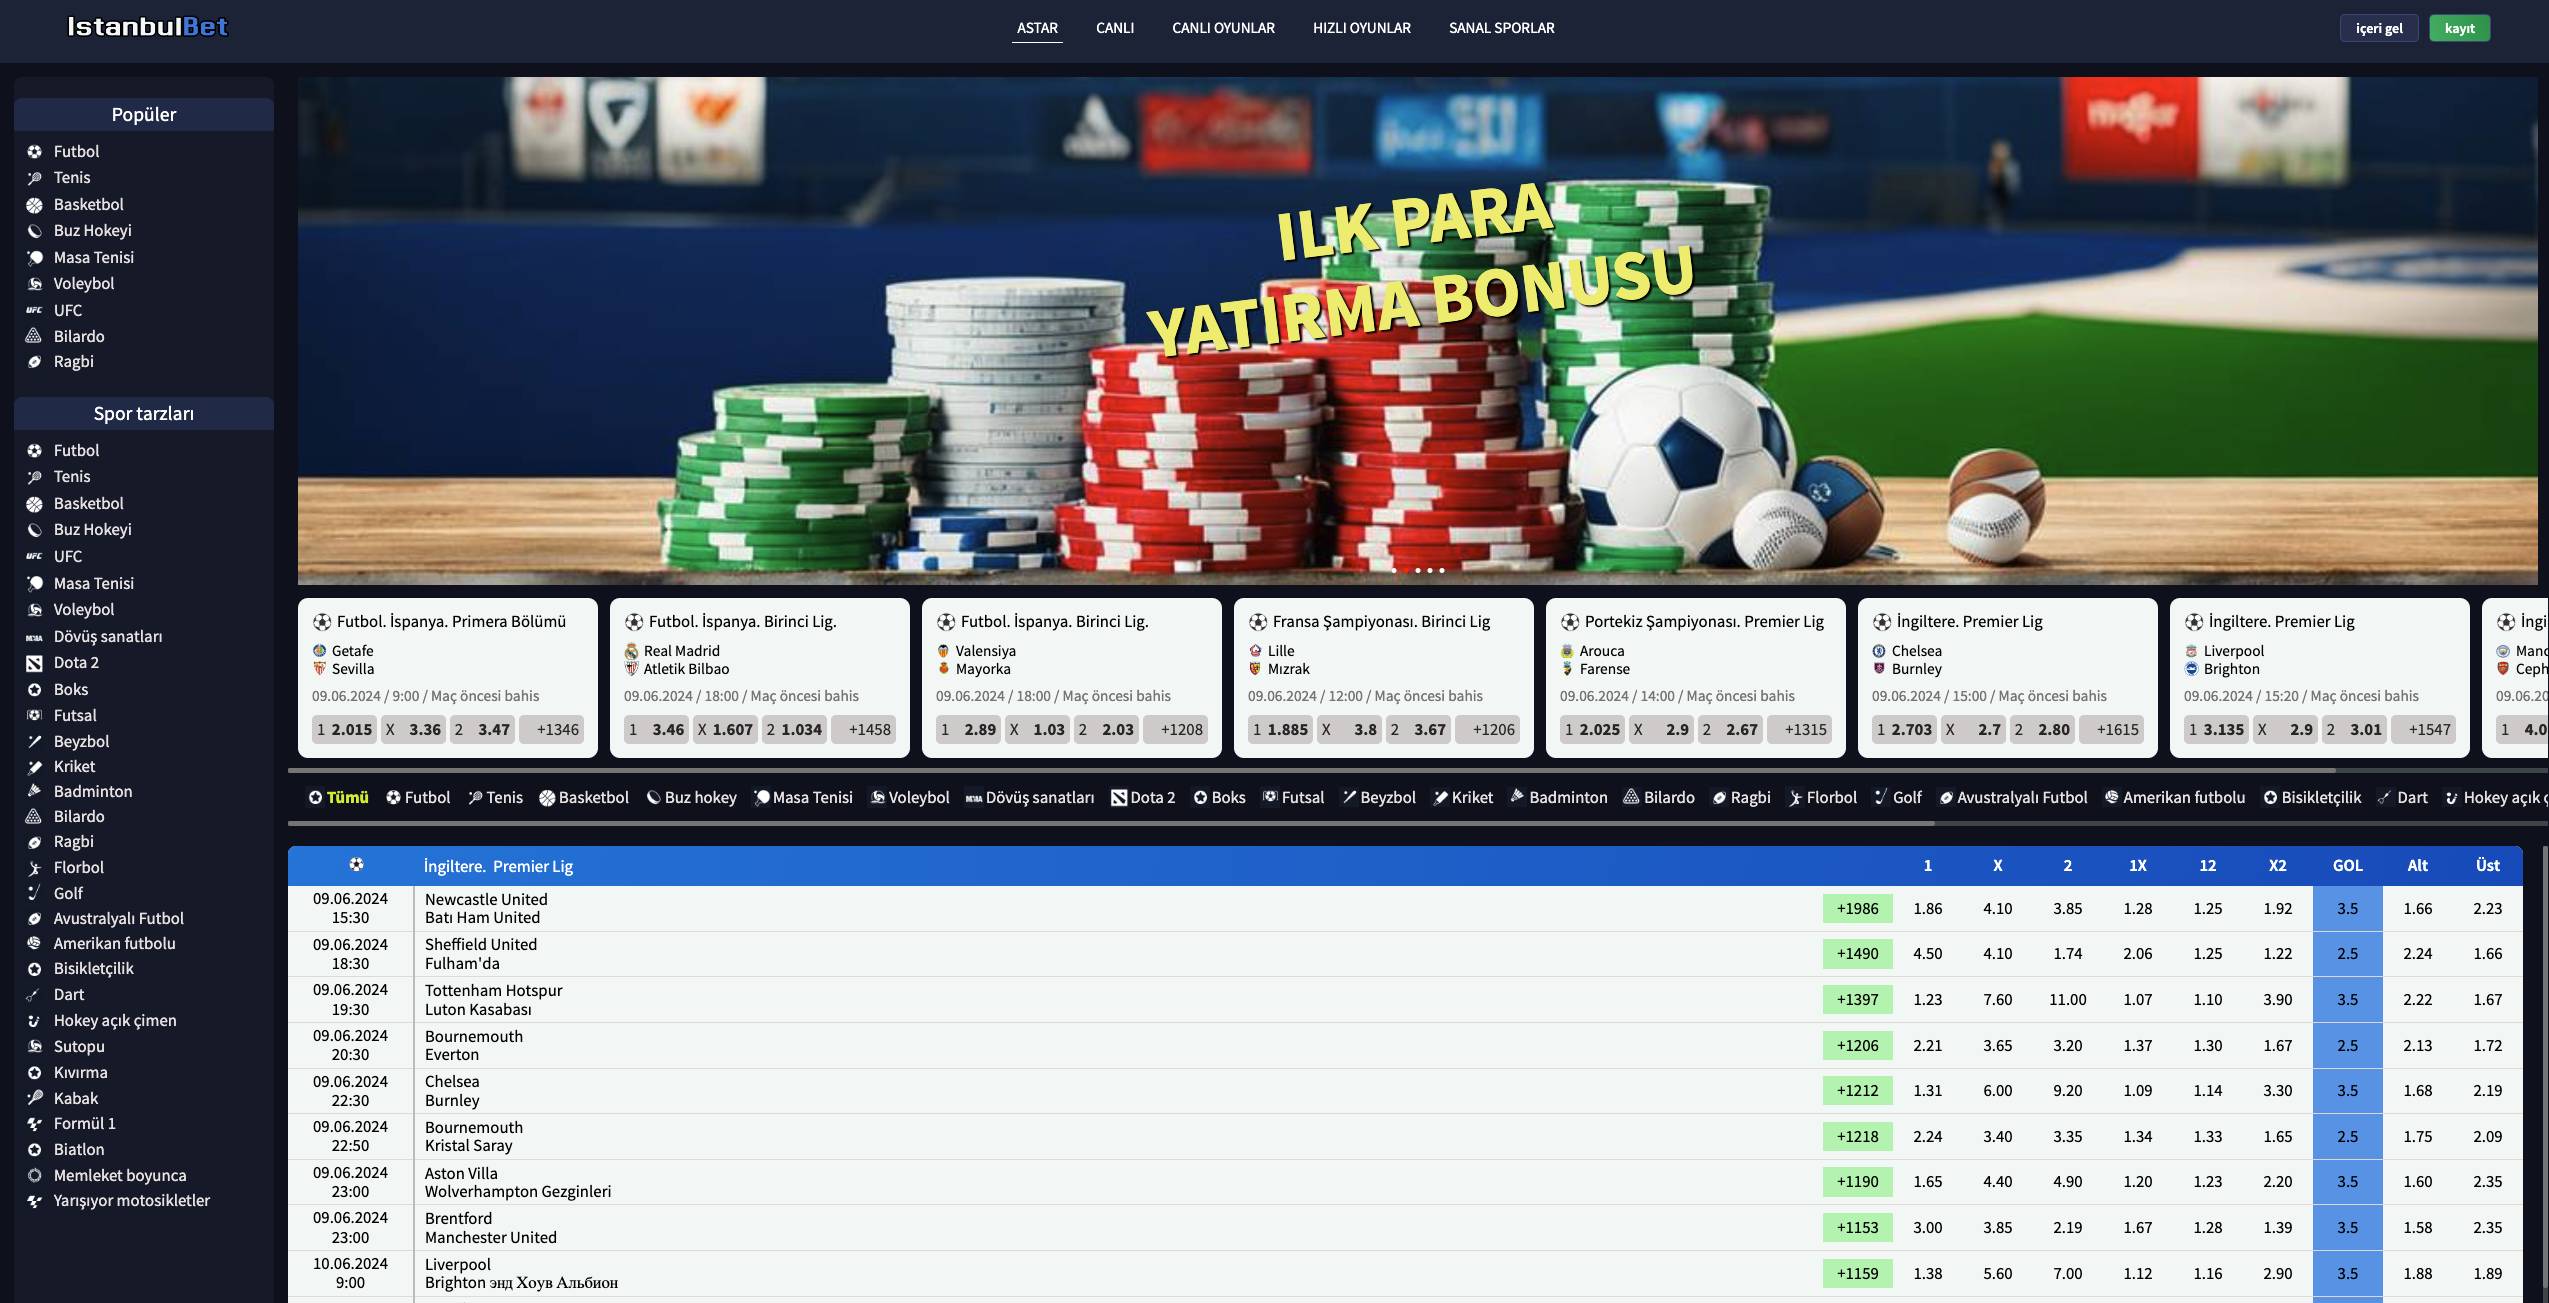 IstanbulBet
ASTAR CANLI CANLI OYUNLAR HIZLI OYUNLAR SANAL SPORLAR
içeri gel kayıt
Popüler
Futbol
Tenis
Basketbol
Buz Hokeyi
Masa Tenisi
Voleybol
UFC
Bilardo
Ragbi
Spor tarzları
Futbol
Tenis
Basketbol
Buz Hokeyi
UFC
Masa Tenisi
Voleybol
Dövüş sanatları
Dota 2
Boks
Futsal
Beyzbol
Kriket
Badminton
Bilardo
Ragbi
Florbol
Golf
Avustralyalı Futbol
Amerikan futbolu
Bisikletçilik
Dart
Hokey açık çimen
Sutopu
Kıvırma
Kabak
Formül 1
Biatlon
Memleket boyunca
Yarışıyor motosikletler
ILK PARA
YATIRMA BONUSU
Futbol. İspanya. Primera Bölümü
Getafe
Sevilla
09.06.2024 / 9:00 / Maç öncesi bahis
1 2.015 X 3.36 2 3.47 +1346
Futbol. İspanya. Birinci Lig.
Real Madrid
Atletik Bilbao
09.06.2024 / 18:00 / Maç öncesi bahis
1 3.46 X 1.607 2 1.034 +1458
Futbol. İspanya. Birinci Lig.
Valensiya
Mayorka
09.06.2024 / 18:00 / Maç öncesi bahis
1 2.89 X 1.03 2 2.03 +1208
Fransa Şampiyonası. Birinci Lig
Lille
Mızrak
09.06.2024 / 12:00 / Maç öncesi bahis
1 1.885 X 3.8 2 3.67 +1206
Portekiz Şampiyonası. Premier Lig
Arouca
Farense
09.06.2024 / 14:00 / Maç öncesi bahis
1 2.025 X 2.9 2 2.67 +1315
İngiltere. Premier Lig
Chelsea
Burnley
09.06.2024 / 15:00 / Maç öncesi bahis
1 2.703 X 2.7 2 2.80 +1615
İngiltere. Premier Lig
Liverpool
Brighton
09.06.2024 / 15:20 / Maç öncesi bahis
1 3.135 X 2.9 2 3.01 +1547
İngi
Manc
Ceph
09.06.20
1 4.0
Tümü Futbol Tenis Basketbol Buz hokey Masa Tenisi Voleybol Dövüş sanatları Dota 2 Boks Futsal Beyzbol Kriket Badminton Bilardo Ragbi Florbol Golf Avustralyalı Futbol Amerikan futbolu Bisikletçilik Dart Hokey açık ç
İngiltere. Premier Lig 1 X 2 1X 12 X2 GOL Alt Üst
09.06.2024 Newcastle United
15:30 Batı Ham United
+1986 1.86 4.10 3.85 1.28 1.25 1.92 3.5 1.66 2.23
09.06.2024 Sheffield United
18:30 Fulham'da
+1490 4.50 4.10 1.74 2.06 1.25 1.22 2.5 2.24 1.66
09.06.2024 Tottenham Hotspur
19:30 Luton Kasabası
+1397 1.23 7.60 11.00 1.07 1.10 3.90 3.5 2.22 1.67
09.06.2024 Bournemouth
20:30 Everton
+1206 2.21 3.65 3.20 1.37 1.30 1.67 2.5 2.13 1.72
09.06.2024 Chelsea
22:30 Burnley
+1212 1.31 6.00 9.20 1.09 1.14 3.30 3.5 1.68 2.19
09.06.2024 Bournemouth
22:50 Kristal Saray
+1218 2.24 3.40 3.35 1.34 1.33 1.65 2.5 1.75 2.09
09.06.2024 Aston Villa
23:00 Wolverhampton Gezginleri
+1190 1.65 4.40 4.90 1.20 1.23 2.20 3.5 1.60 2.35
09.06.2024 Brentford
23:00 Manchester United
+1153 3.00 3.85 2.19 1.67 1.28 1.39 3.5 1.58 2.35
10.06.2024 Liverpool
9:00 Brighton энд Хоув Альбион
+1159 1.38 5.60 7.00 1.12 1.16 2.90 3.5 1.88 1.89